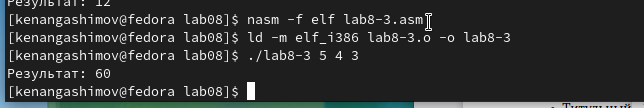 Результат: 12
[kenangashimov@fedora lab08]$ nasm -f elf lab8-3.asm
[kenangashimov@fedora lab08]$ ld -m elf_i386 lab8-3.o -o lab8-3
[kenangashimov@fedora lab08]$ ./lab8-3 5 4 3
Результат: 60
[kenangashimov@fedora lab08]$